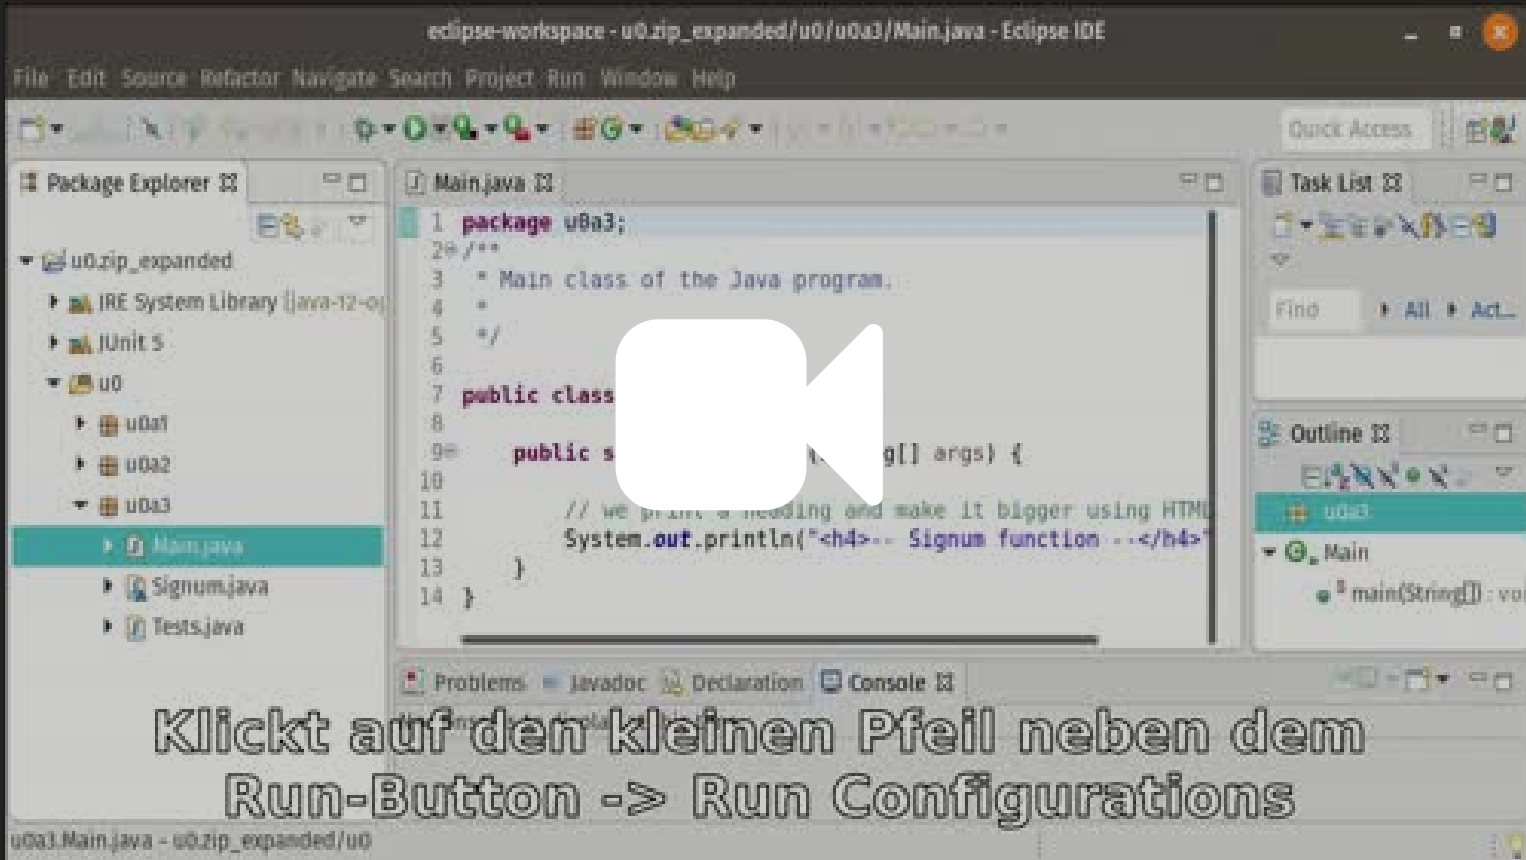 eclipse-workspace - u0.zip_expanded/u0/u0a3/Main.java - Eclipse IDE
File Edit Source Refactor Navigate Search Project Run Window Help
Quick Access
Package Explorer
u0.zip_expanded
JRE System Library [java-12-op
JUnit 5
u0
u0a1
u0a2
u0a3
Main.java
Signum.java
Tests.java
Main.java
1 package u0a3;
2 /**
3 * Main class of the Java program.
4 *
5 */
6
7 public class
8
9 public s g[] args) {
10
11 // we print a heading and make it bigger using HTML
12 System.out.println("<h4>-- Signum function --</h4>"
13 }
14 }
Task List
Find All Act...
Outline
u0a3
Main
main(String[]) : voi
Problems Javadoc Declaration Console
Klickt auf den kleinen Pfeil neben dem
Run-Button -> Run Configurations
u0a3.Main.java - u0.zip_expanded/u0